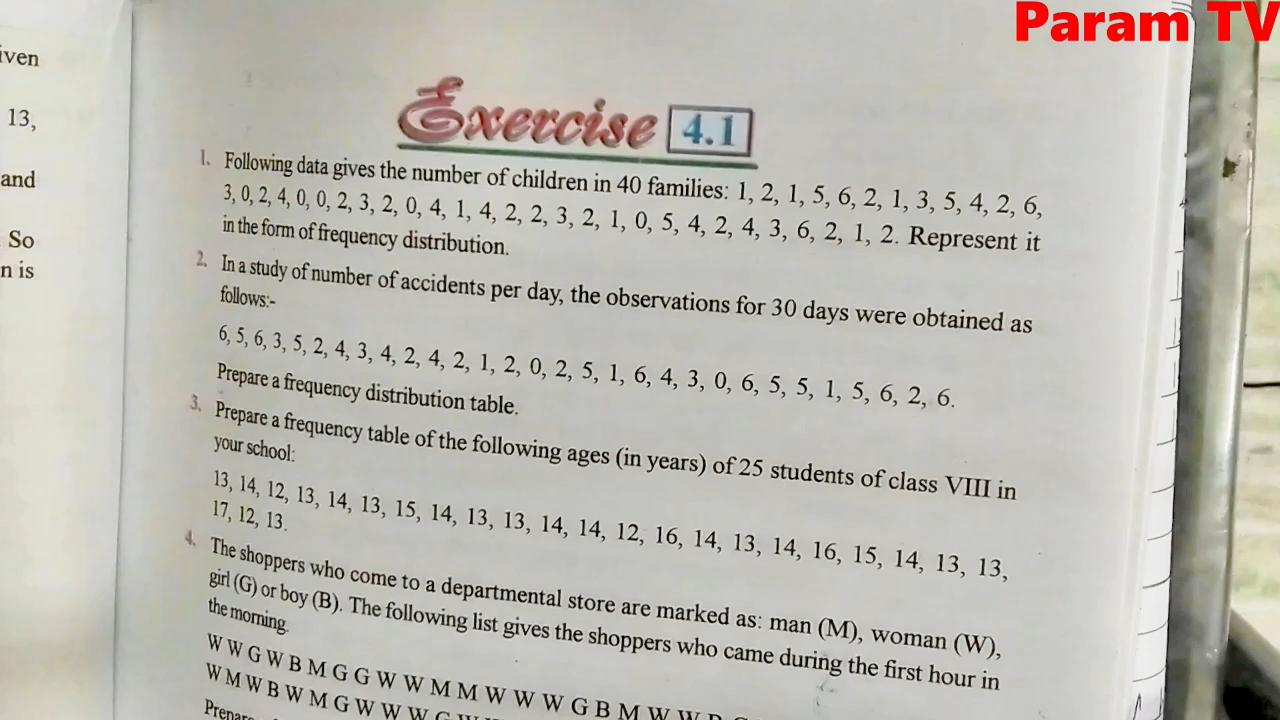 Param TV
iven
13,
and
So
n is
Exercise 4.1
1. Following data gives the number of children in 40 families: 1, 2, 1, 5, 6, 2, 1, 3, 5, 4, 2, 6,
3, 0, 2, 4, 0, 0, 2, 3, 2, 0, 4, 1, 4, 2, 2, 3, 2, 1, 0, 5, 4, 2, 4, 3, 6, 2, 1, 2. Represent it
in the form of frequency distribution.
2. In a study of number of accidents per day, the observations for 30 days were obtained as
follows:-
6, 5, 6, 3, 5, 2, 4, 3, 4, 2, 4, 2, 1, 2, 0, 2, 5, 1, 6, 4, 3, 0, 6, 5, 5, 1, 5, 6, 2, 6.
Prepare a frequency distribution table.
3. Prepare a frequency table of the following ages (in years) of 25 students of class VIII in
your school:
13, 14, 12, 13, 14, 13, 15, 14, 13, 13, 14, 14, 12, 16, 14, 13, 14, 16, 15, 14, 13, 13,
17, 12, 13.
4. The shoppers who come to a departmental store are marked as: man (M), woman (W),
girl (G) or boy (B). The following list gives the shoppers who came during the first hour in
the morning.
W W G W B M G G W W M M W W W G B M W W
W M W B W M G W W W G W